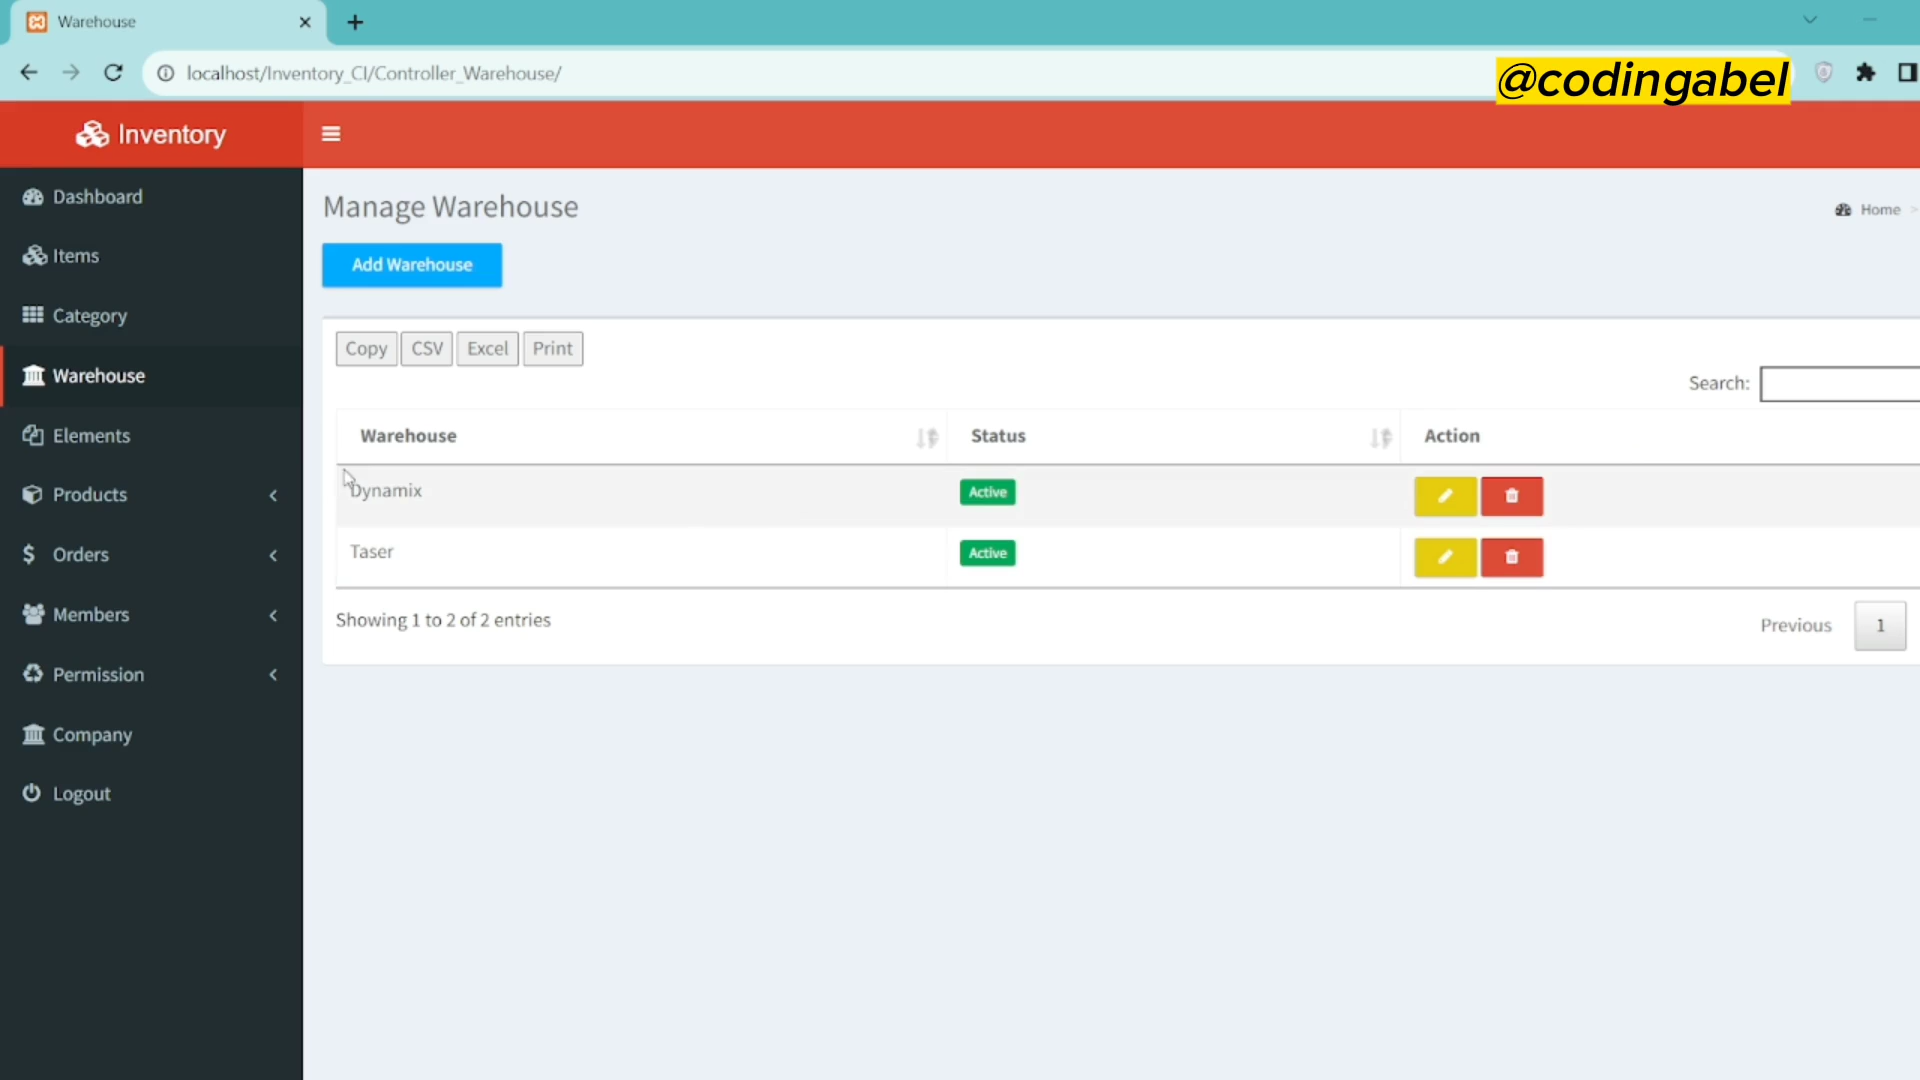 Warehouse
localhost/Inventory_CI/Controller_Warehouse/
@codingabel
Inventory
Dashboard
Items
Category
Warehouse
Elements
Products
Orders
Members
Permission
Company
Logout
Manage Warehouse
Home >
Add Warehouse
Copy CSV Excel Print
Search:
Warehouse Status Action
Dynamix Active
Taser Active
Showing 1 to 2 of 2 entries
Previous 1